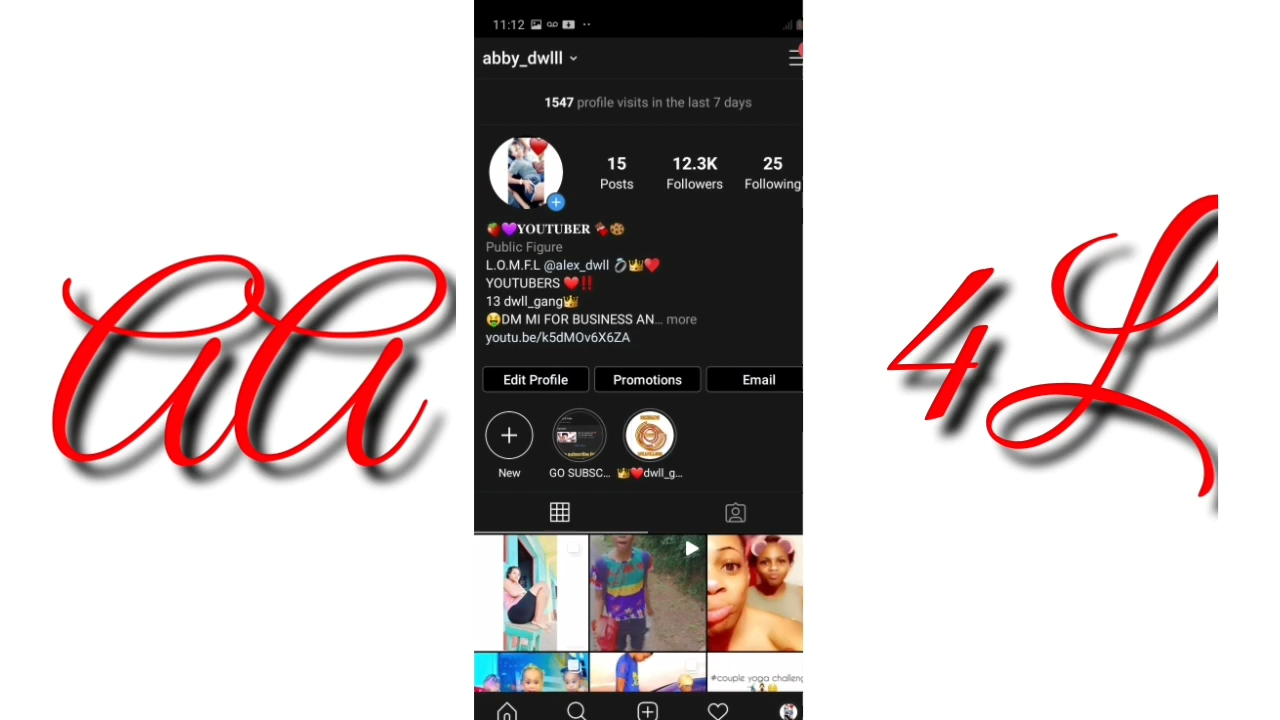 11:12
abby_dwlll
1547 profile visits in the last 7 days
15 12.3K 25
Posts Followers Following
YOUTUBER
Public Figure
L.O.M.F.L @alex_dwll 💍👑❤️
YOUTUBERS ❤️‼️
13 dwll_gang👑
🤑DM MI FOR BUSINESS AN... more
youtu.be/k5dMOv6X6ZA
aa 4L
Edit Profile Promotions Email
New GO SUBSC... 👑❤️dwll_g...
#couple yoga challeng